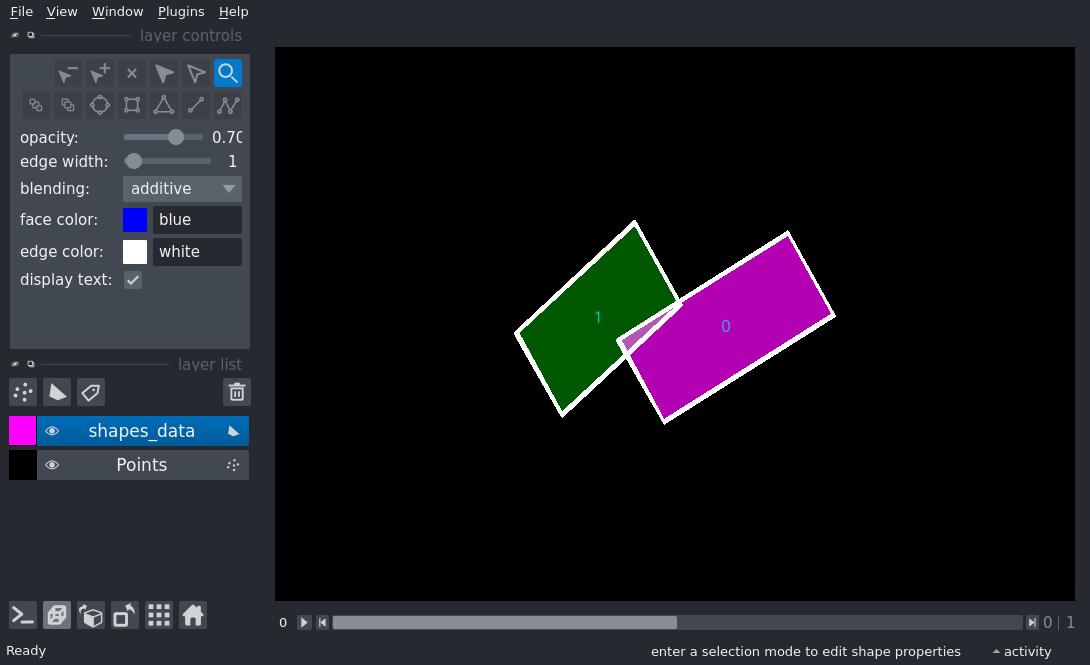 File View Window Plugins Help
layer controls
opacity: 0.70
edge width: 1
blending: additive
face color: blue
edge color: white
display text:
1
0
layer list
shapes_data
Points
0 0 | 1
Ready enter a selection mode to edit shape properties activity